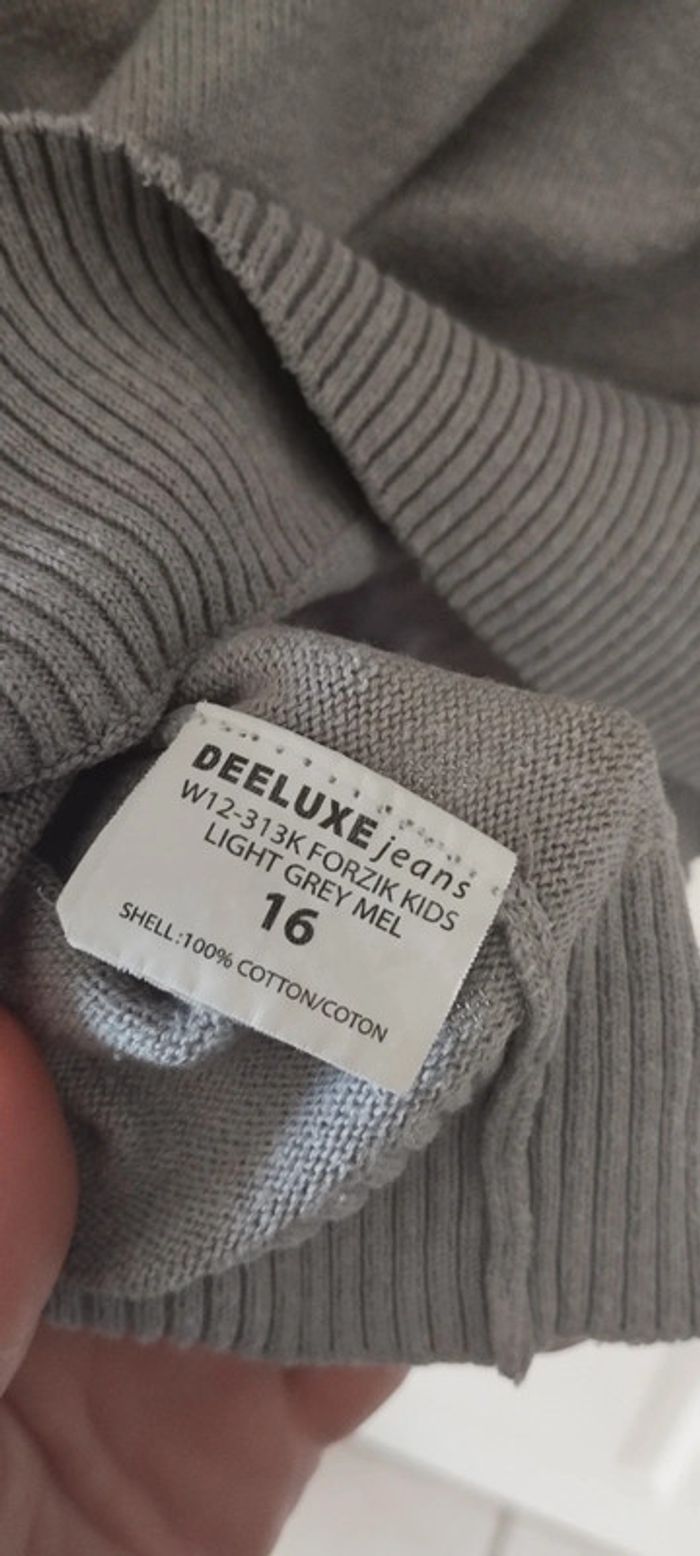 DEELUXE jeans
W12-313K FORZIK KIDS
LIGHT GREY MEL
16
SHELL:100% COTTON/COTON